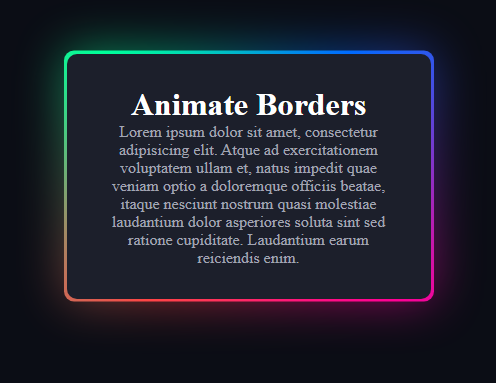 Animate Borders
Lorem ipsum dolor sit amet, consectetur
adipisicing elit. Atque ad exercitationem
voluptatem ullam et, natus impedit quae
veniam optio a doloremque officiis beatae,
itaque nesciunt nostrum quasi molestiae
laudantium dolor asperiores soluta sint sed
ratione cupiditate. Laudantium earum
reiciendis enim.